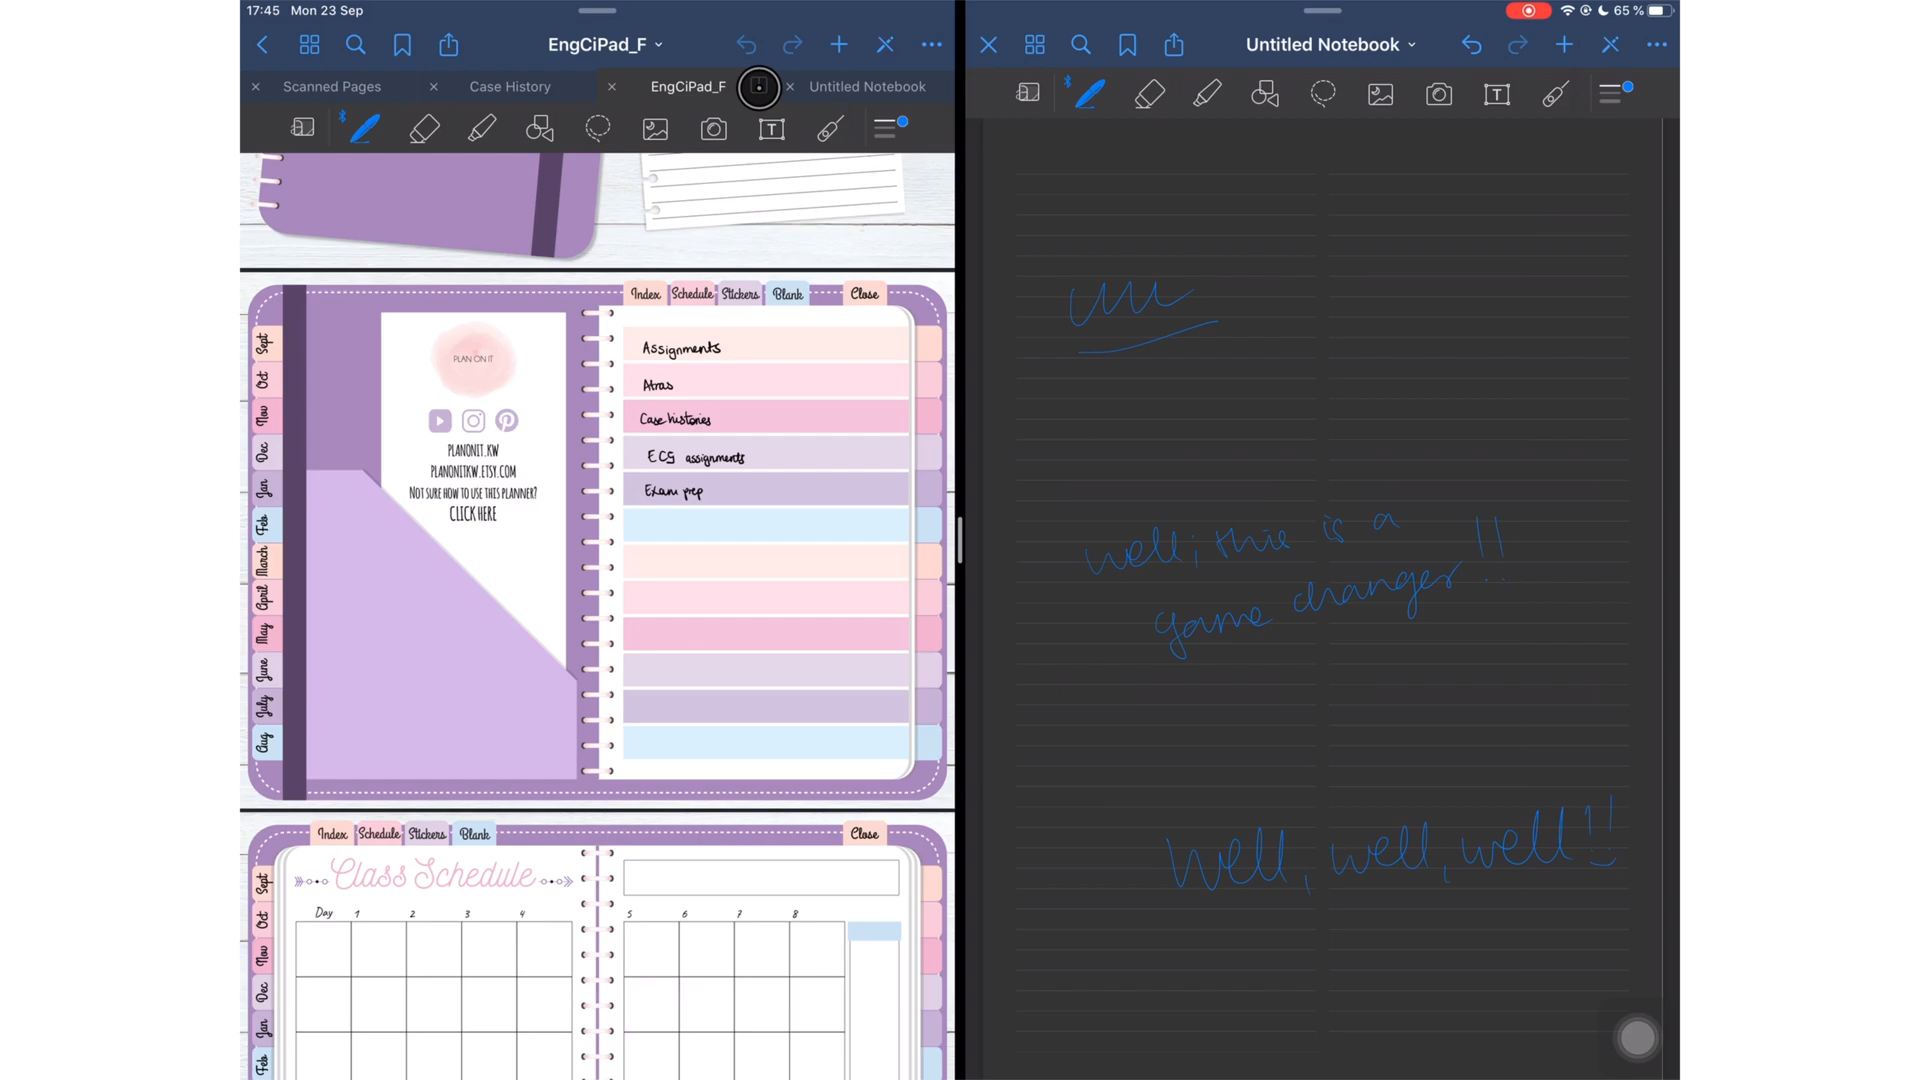 17:45 Mon 23 Sep
65 %
EngCiPad_F
Scanned Pages
Case History
EngCiPad_F
Untitled Notebook
T
Index
Schedule
Stickers
Blank
Close
Sept
Oct
Nov
Dec
Jan
Feb
March
April
May
June
July
Aug
PLAN ON IT
PLANONIT.KW
PLANONITKW.ETSY.COM
NOT SURE HOW TO USE THIS PLANNER?
CLICK HERE
Assignments
Atras
Case histories
ECG assignments
Exam prep
Index
Schedule
Stickers
Blank
Close
Sept
Oct
Nov
Dec
Jan
Feb
Class Schedule
Day 1 2 3 4 5 6 7 8
Untitled Notebook
T
well; this is a
game changer!!
Well, well, well!!